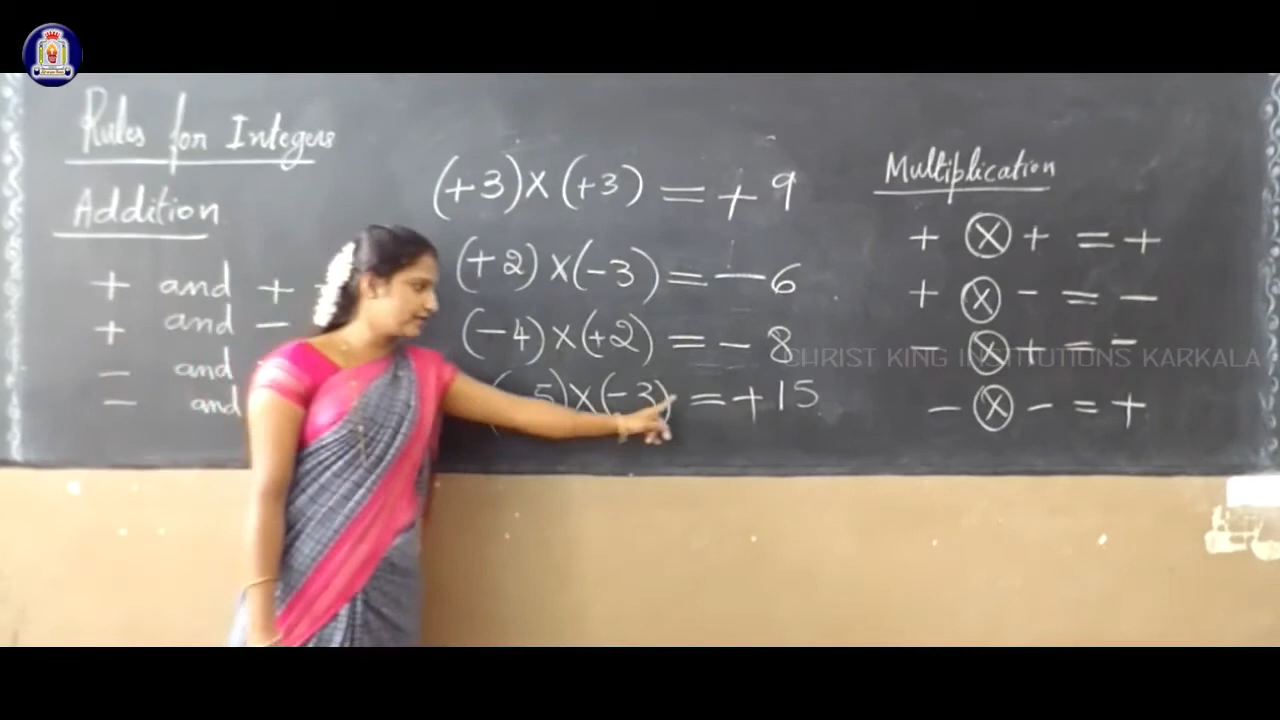 Rules for Integers
Addition
+ and +
+ and -
- and
- and
(+3)×(+3) = +9
(+2)×(-3) = -6
(-4)×(+2) = -8
5)×(-3) = +15
Multiplication
+ ⊗ + = +
+ ⊗ - = -
- ⊗ + = -
- ⊗ - = +
CHRIST KING INSTITUTIONS KARKALA